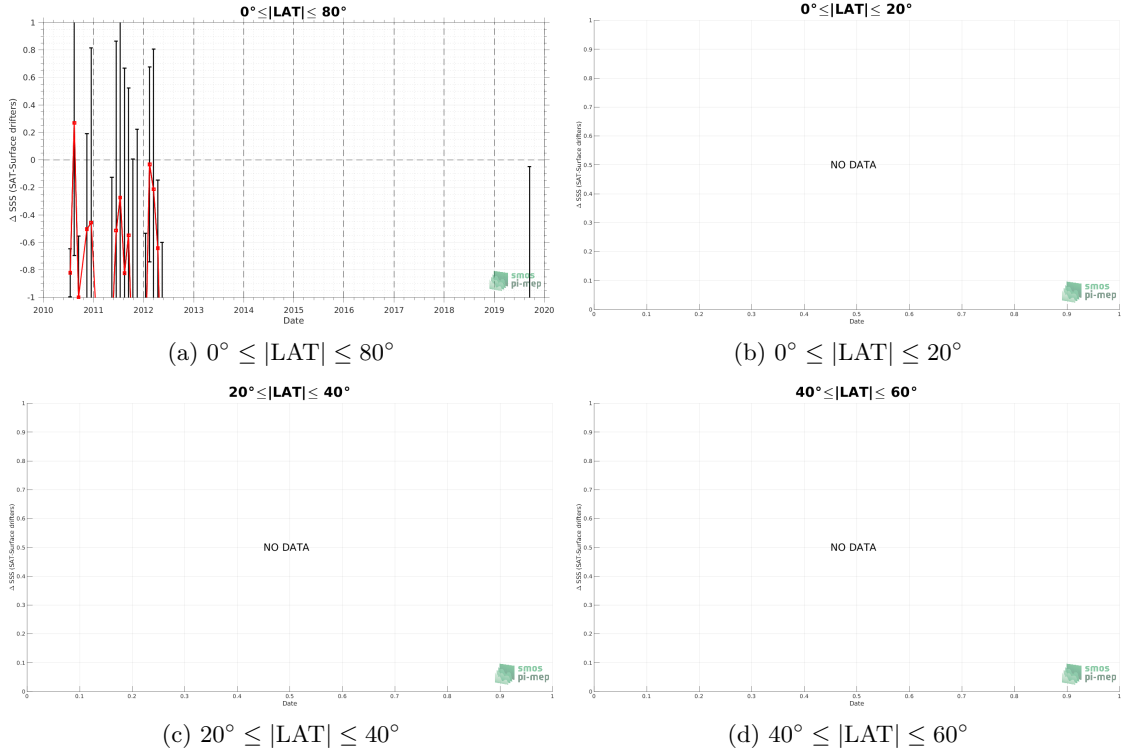 0°≤|LAT|≤ 80°
1
0.8
0.6
0.4
0.2
0
-0.2
-0.4
-0.6
-0.8
-1
Δ SSS (SAT-Surface drifters)
2010 2011 2012 2013 2014 2015 2016 2017 2018 2019 2020
Date
smos
pi-mep
(a) 0° ≤ |LAT| ≤ 80°
0°≤|LAT|≤ 20°
1
0.9
0.8
0.7
0.6
0.5
0.4
0.3
0.2
0.1
0
Δ SSS (SAT-Surface drifters)
NO DATA
0 0.1 0.2 0.3 0.4 0.5 0.6 0.7 0.8 0.9 1
Date
smos
pi-mep
(b) 0° ≤ |LAT| ≤ 20°
20°≤|LAT|≤ 40°
1
0.9
0.8
0.7
0.6
0.5
0.4
0.3
0.2
0.1
0
Δ SSS (SAT-Surface drifters)
NO DATA
0 0.1 0.2 0.3 0.4 0.5 0.6 0.7 0.8 0.9 1
Date
smos
pi-mep
(c) 20° ≤ |LAT| ≤ 40°
40°≤|LAT|≤ 60°
1
0.9
0.8
0.7
0.6
0.5
0.4
0.3
0.2
0.1
0
Δ SSS (SAT-Surface drifters)
NO DATA
0 0.1 0.2 0.3 0.4 0.5 0.6 0.7 0.8 0.9 1
Date
smos
pi-mep
(d) 40° ≤ |LAT| ≤ 60°